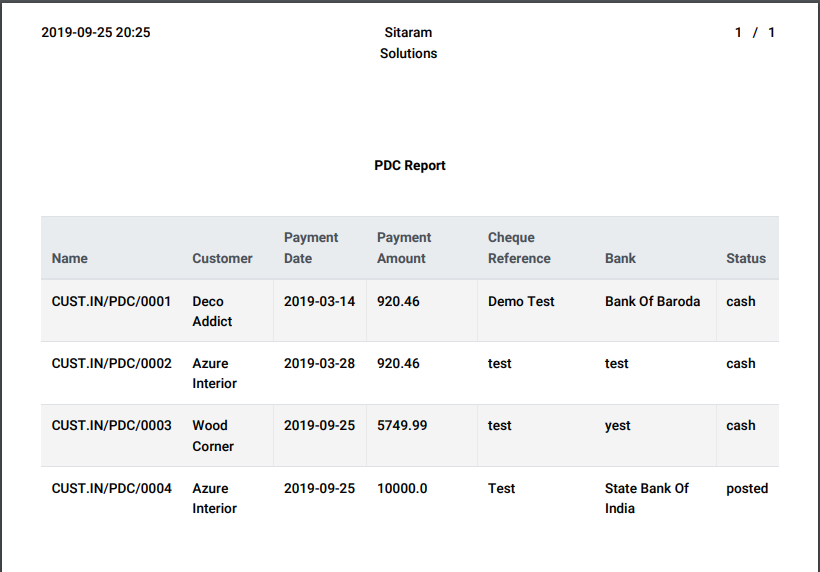 2019-09-25 20:25 Sitaram 1 / 1
Solutions
PDC Report
Payment Payment Cheque
Name Customer Date Amount Reference Bank Status
CUST.IN/PDC/0001 Deco 2019-03-14 920.46 Demo Test Bank Of Baroda cash
Addict
CUST.IN/PDC/0002 Azure 2019-03-28 920.46 test test cash
Interior
CUST.IN/PDC/0003 Wood 2019-09-25 5749.99 test yest cash
Corner
CUST.IN/PDC/0004 Azure 2019-09-25 10000.0 Test State Bank Of posted
Interior India